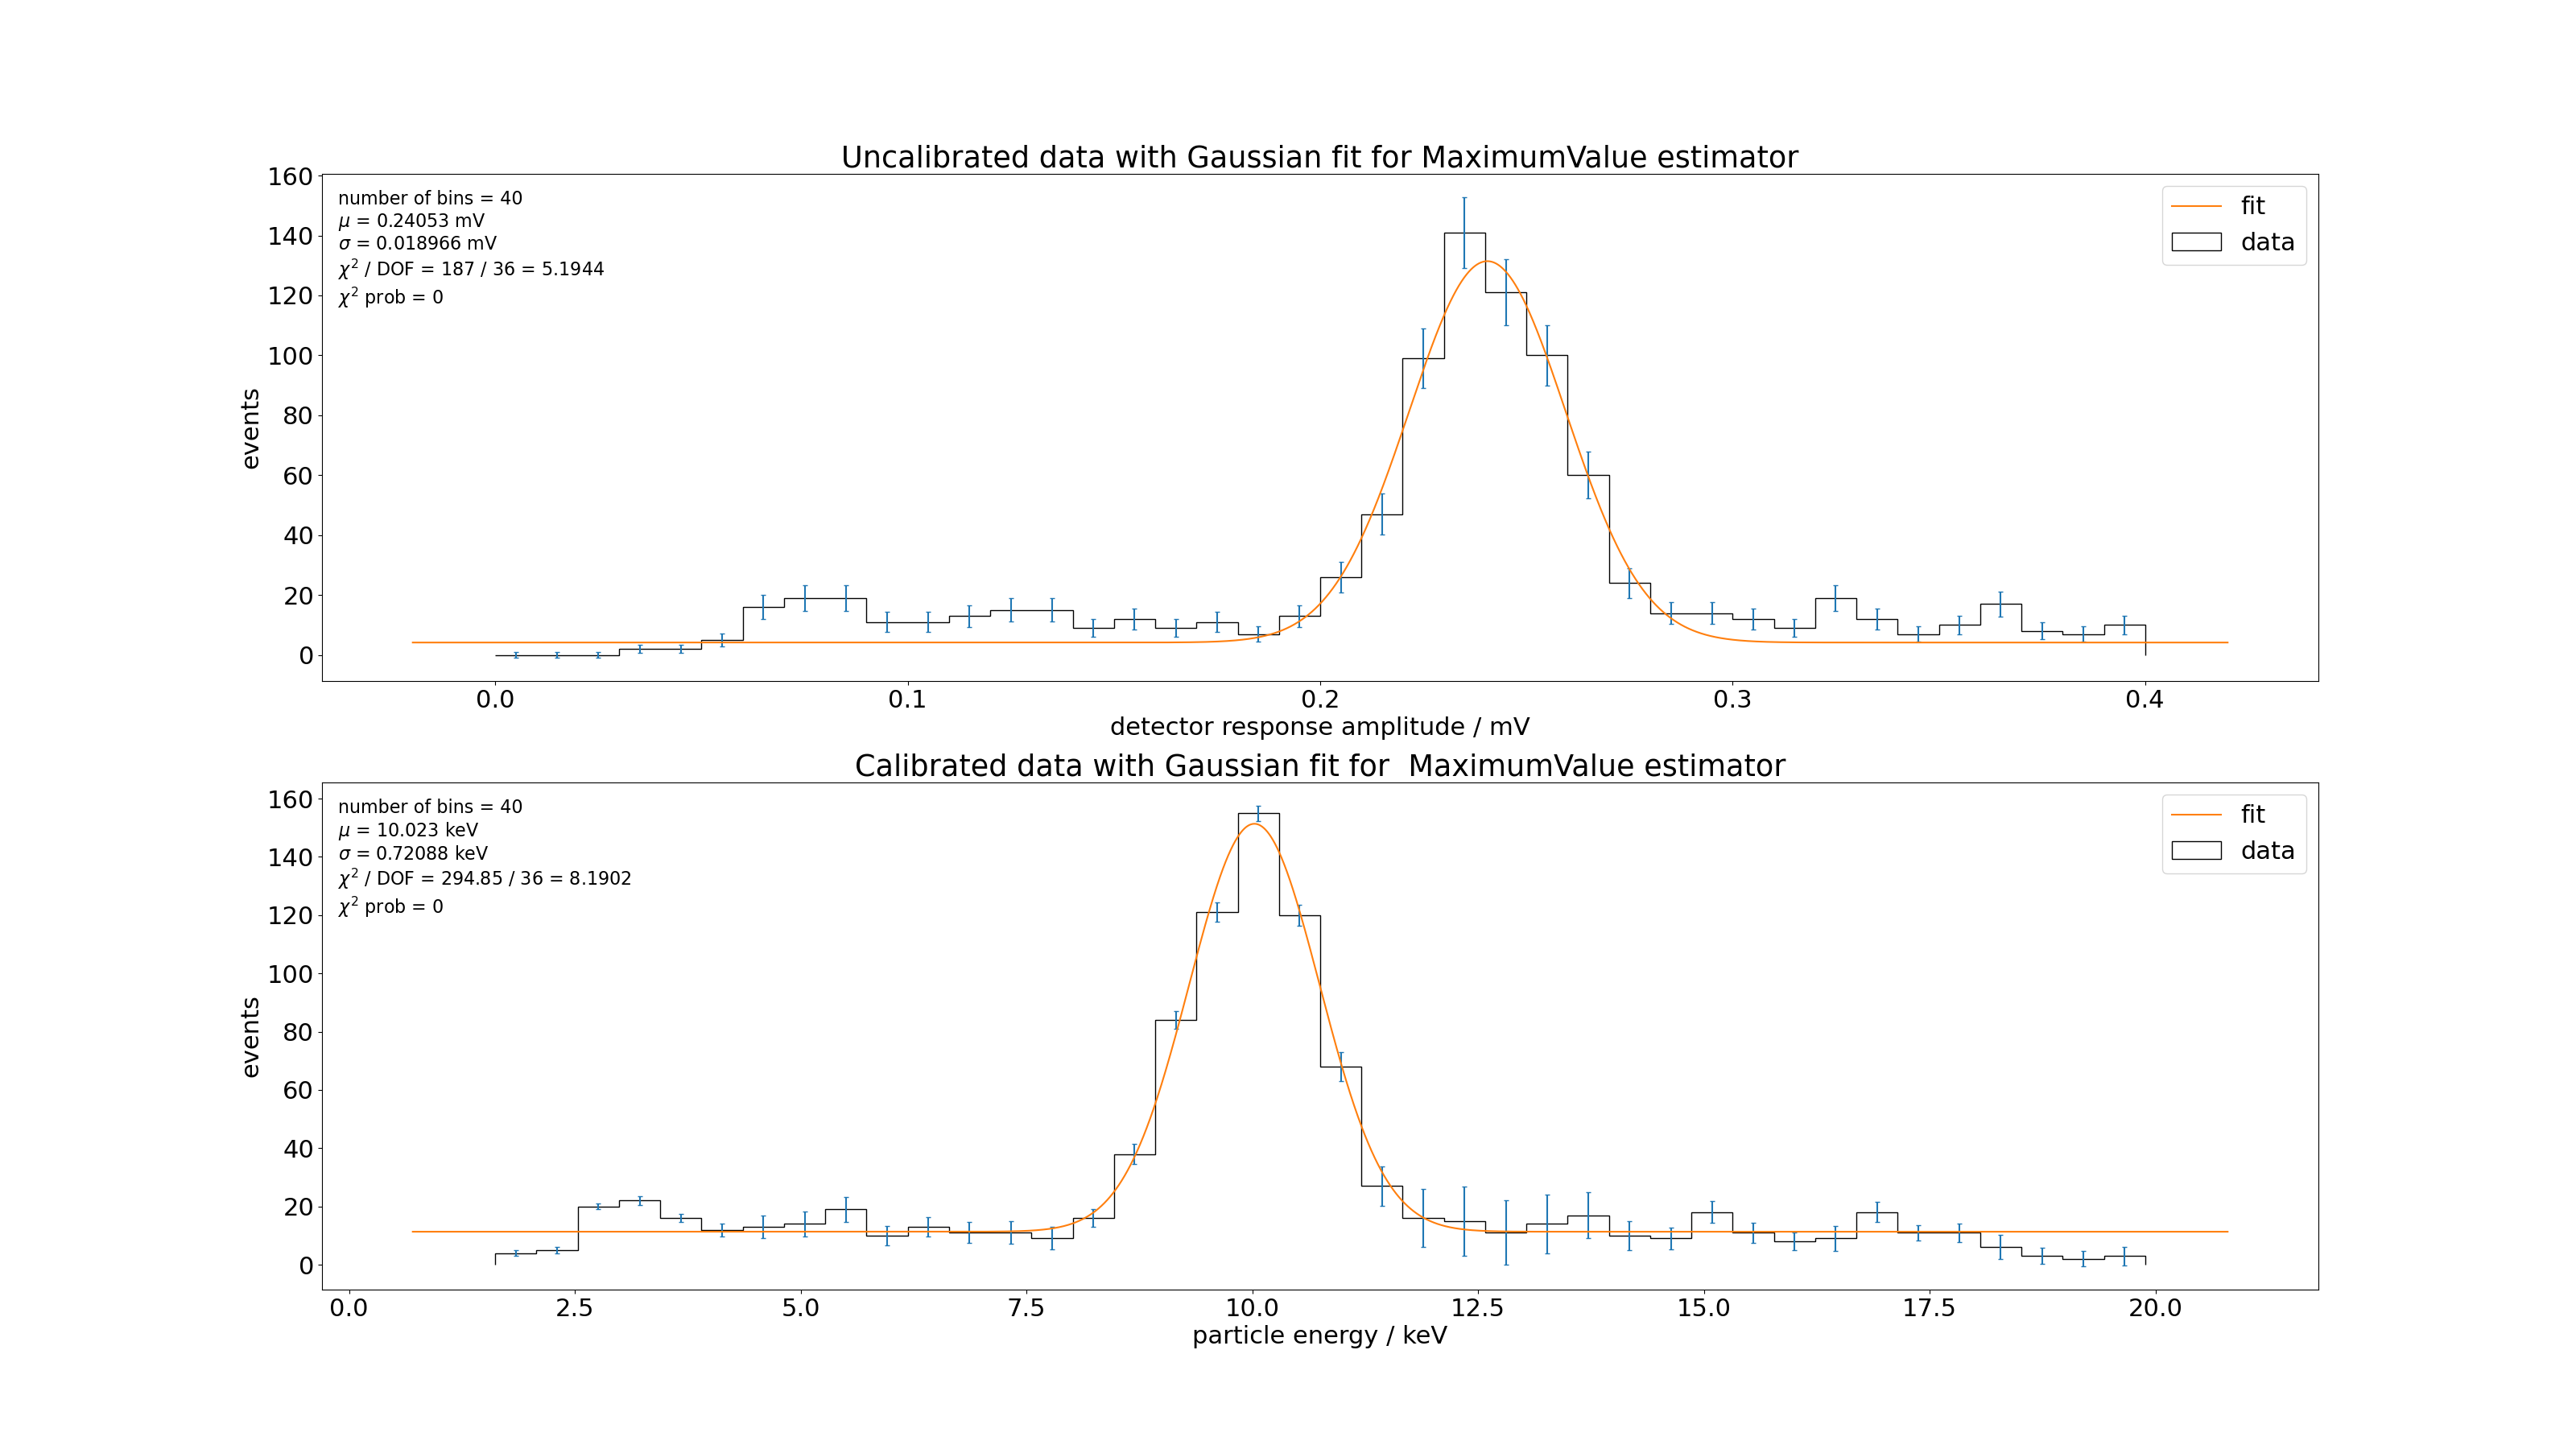 Uncalibrated data with Gaussian fit for MaximumValue estimator
number of bins = 40
μ = 0.24053 mV
σ = 0.018966 mV
χ² / DOF = 187 / 36 = 5.1944
χ² prob = 0
fit
data
160
140
120
100
80
60
40
20
0
events
0.0 0.1 0.2 0.3 0.4
detector response amplitude / mV
Calibrated data with Gaussian fit for  MaximumValue estimator
number of bins = 40
μ = 10.023 keV
σ = 0.72088 keV
χ² / DOF = 294.85 / 36 = 8.1902
χ² prob = 0
fit
data
160
140
120
100
80
60
40
20
0
events
0.0 2.5 5.0 7.5 10.0 12.5 15.0 17.5 20.0
particle energy / keV